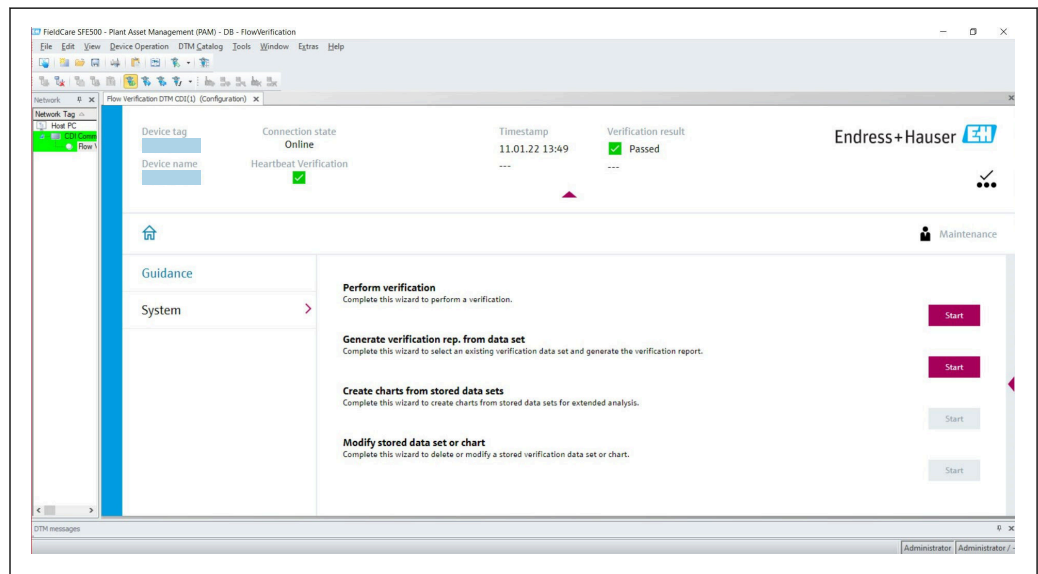 FieldCare SFE500 - Plant Asset Management (PAM) - DB - FlowVerification
File Edit View Device Operation DTM Catalog Tools Window Extras Help
Network
Flow Verification DTM CDI(1) (Configuration)
Network Tag
Host PC
CDI Comm
Flow V
Device tag
Connection state
Online
Timestamp
11.01.22 13:49
Verification result
Passed
Endress+Hauser
EH
Device name
Heartbeat Verification
---
---
Maintenance
Guidance
System
Perform verification
Complete this wizard to perform a verification.
Start
Generate verification rep. from data set
Complete this wizard to select an existing verification data set and generate the verification report.
Start
Create charts from stored data sets
Complete this wizard to create charts from stored data sets for extended analysis.
Start
Modify stored data set or chart
Complete this wizard to delete or modify a stored verification data set or chart.
Start
DTM messages
Administrator Administrator / -